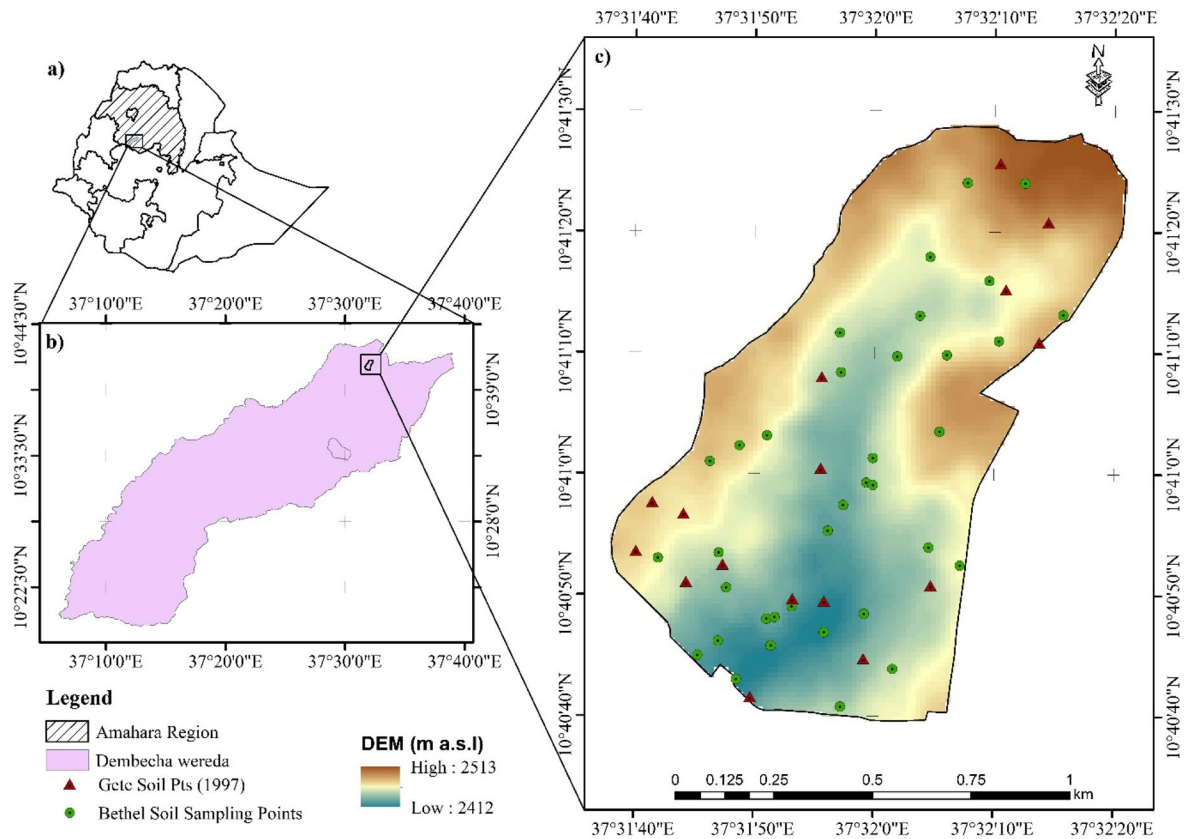 37°31'40"E 37°31'50"E 37°32'0"E 37°32'10"E 37°32'20"E
a)
c)
N
10°41'30"N 10°41'30"N
10°41'20"N 10°41'20"N
10°41'10"N 10°41'10"N
10°41'0"N 10°41'0"N
10°40'50"N 10°40'50"N
10°40'40"N 10°40'40"N
37°10'0"E 37°20'0"E 37°30'0"E 37°40'0"E
b)
10°44'30"N
10°39'0"N
10°33'30"N
10°28'0"N
10°22'30"N
37°10'0"E 37°20'0"E 37°30'0"E 37°40'0"E
Legend
Amahara Region
Dembecha wereda
Gete Soil Pts (1997)
Bethel Soil Sampling Points
DEM (m a.s.l)
High : 2513
Low : 2412
0 0.125 0.25 0.5 0.75 1
km
37°31'40"E 37°31'50"E 37°32'0"E 37°32'10"E 37°32'20"E